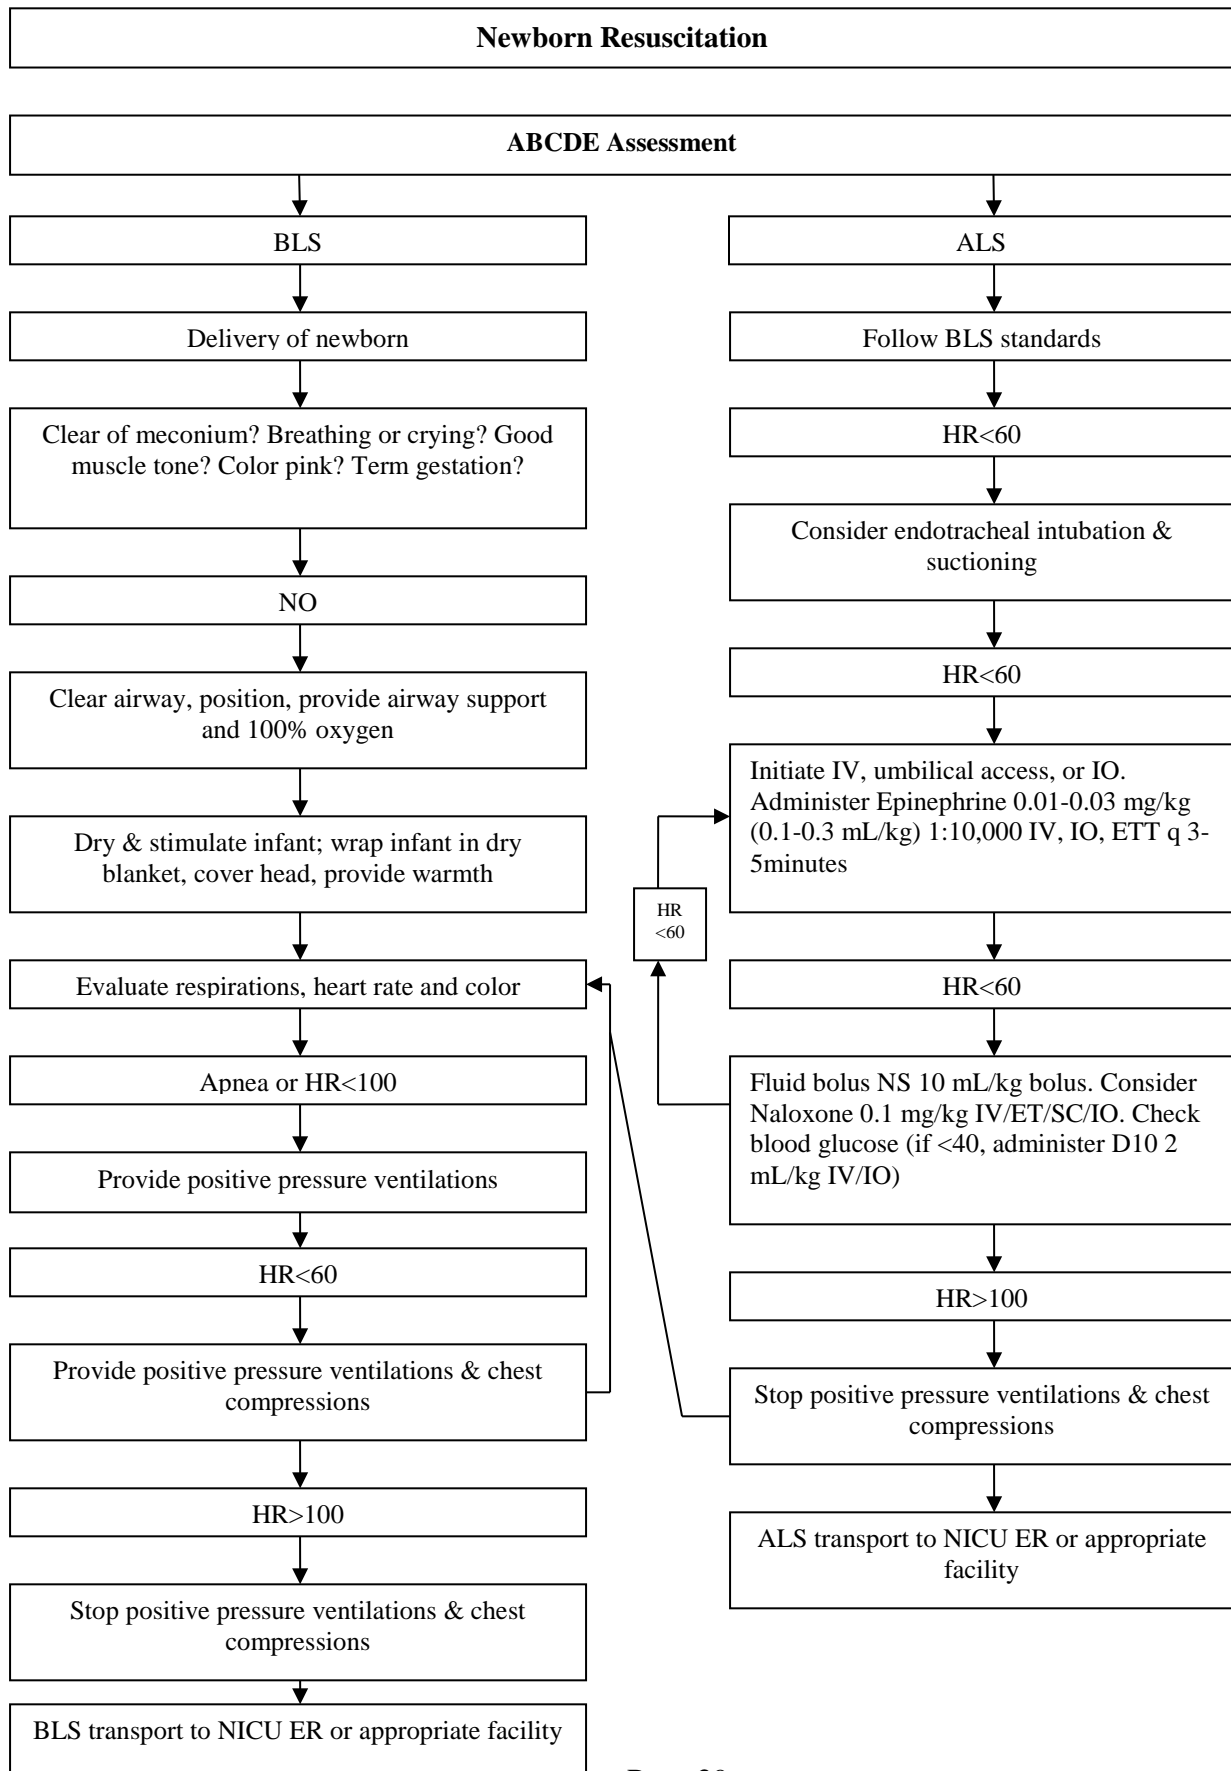 Newborn Resuscitation
ABCDE Assessment
BLS
Delivery of newborn
Clear of meconium? Breathing or crying? Good
muscle tone? Color pink? Term gestation?
NO
Clear airway, position, provide airway support
and 100% oxygen
Dry & stimulate infant; wrap infant in dry
blanket, cover head, provide warmth
Evaluate respirations, heart rate and color
Apnea or HR<100
Provide positive pressure ventilations
HR<60
Provide positive pressure ventilations & chest
compressions
HR>100
Stop positive pressure ventilations & chest
compressions
BLS transport to NICU ER or appropriate facility
ALS
Follow BLS standards
HR<60
Consider endotracheal intubation &
suctioning
HR<60
Initiate IV, umbilical access, or IO.
Administer Epinephrine 0.01-0.03 mg/kg
(0.1-0.3 mL/kg) 1:10,000 IV, IO, ETT q 3-
5minutes
HR
<60
HR<60
Fluid bolus NS 10 mL/kg bolus. Consider
Naloxone 0.1 mg/kg IV/ET/SC/IO. Check
blood glucose (if <40, administer D10 2
mL/kg IV/IO)
HR>100
Stop positive pressure ventilations & chest
compressions
ALS transport to NICU ER or appropriate
facility